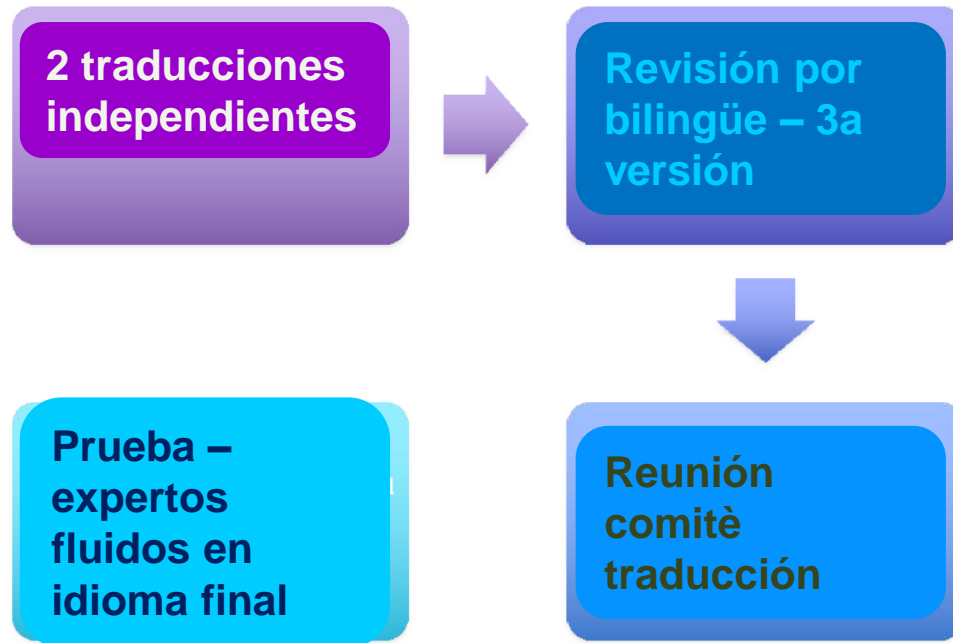 2 traducciones
independientes
Revisión por
bilingüe – 3a
versión
Reunión
comitè
traducción
Prueba –
expertos
fluidos en
idioma final